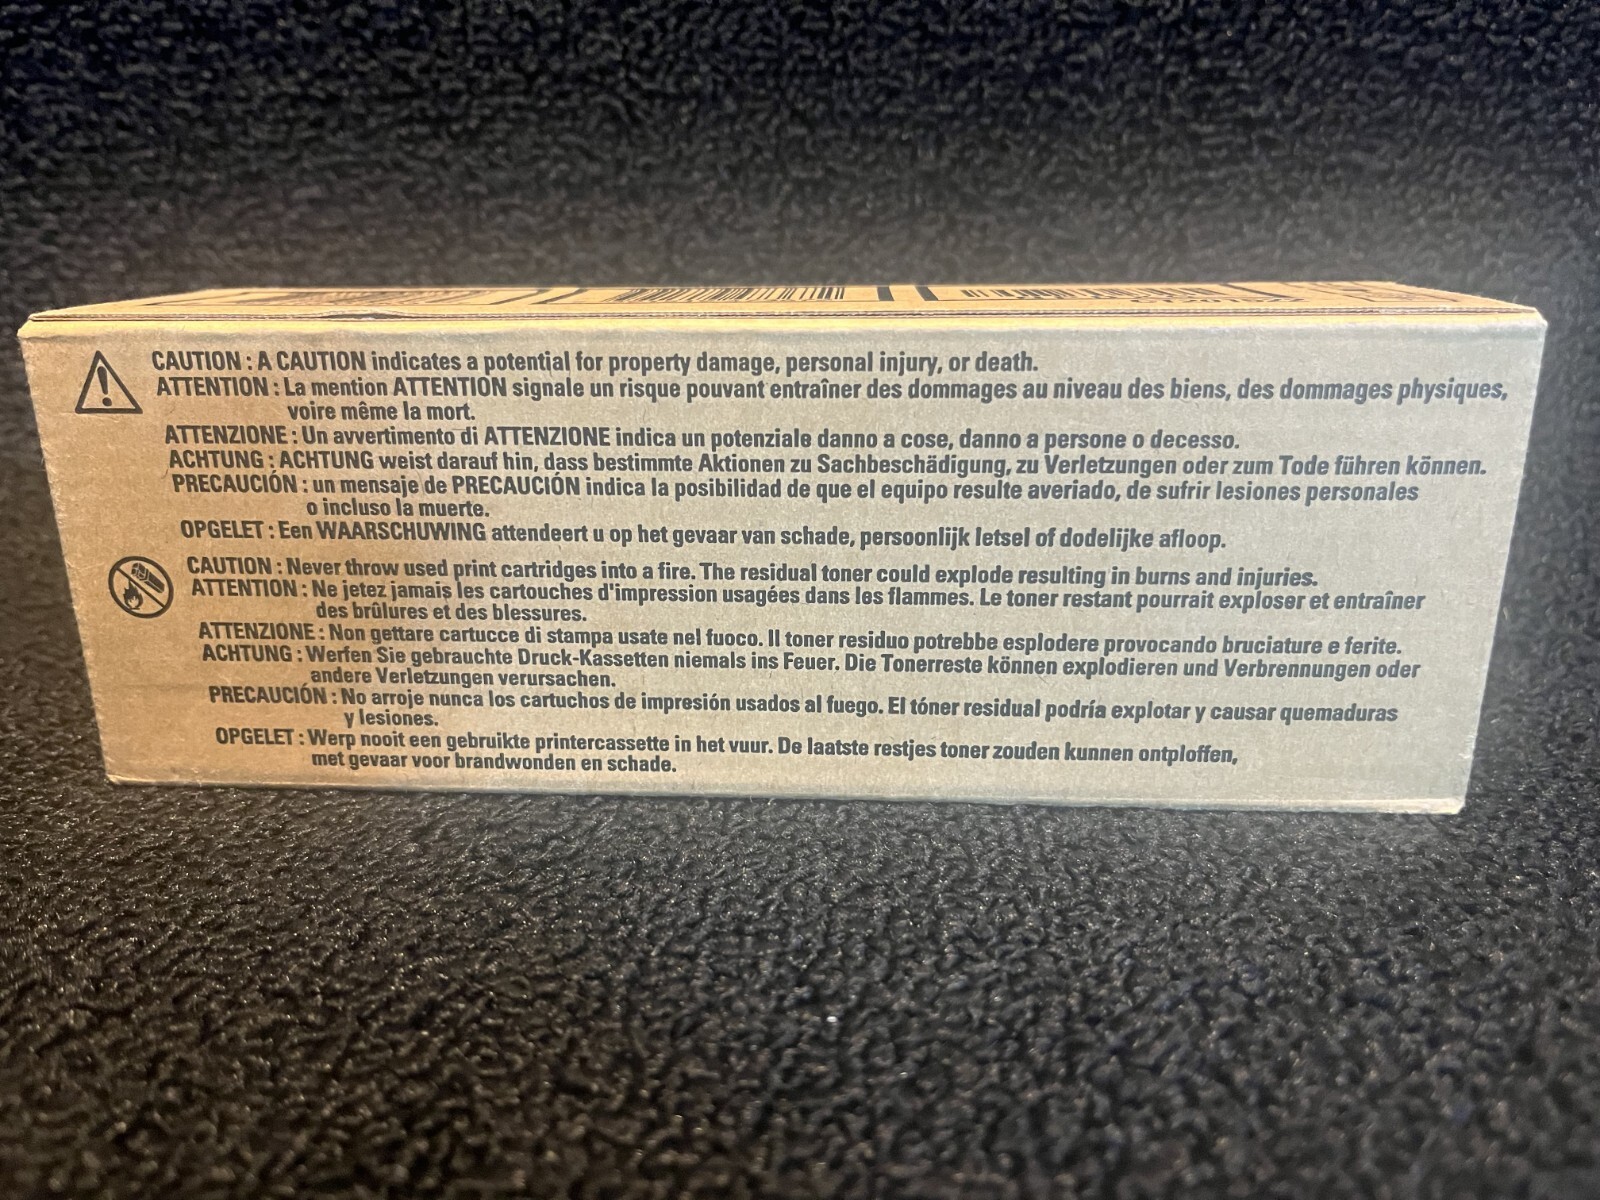 CAUTION : A CAUTION indicates a potential for property damage, personal injury, or death.
ATTENTION : La mention ATTENTION signale un risque pouvant entraîner des dommages au niveau des biens, des dommages physiques,
voire même la mort.
ATTENZIONE : Un avvertimento di ATTENZIONE indica un potenziale danno a cose, danno a persone o decesso.
ACHTUNG : ACHTUNG weist darauf hin, dass bestimmte Aktionen zu Sachbeschädigung, zu Verletzungen oder zum Tode führen können.
PRECAUCIÓN : un mensaje de PRECAUCIÓN indica la posibilidad de que el equipo resulte averiado, de sufrir lesiones personales
o incluso la muerte.
OPGELET : Een WAARSCHUWING attendeert u op het gevaar van schade, persoonlijk letsel of dodelijke afloop.
CAUTION : Never throw used print cartridges into a fire. The residual toner could explode resulting in burns and injuries.
ATTENTION : Ne jetez jamais les cartouches d'impression usagées dans les flammes. Le toner restant pourrait exploser et entraîner
des brûlures et des blessures.
ATTENZIONE : Non gettare cartucce di stampa usate nel fuoco. Il toner residuo potrebbe esplodere provocando bruciature e ferite.
ACHTUNG : Werfen Sie gebrauchte Druck-Kassetten niemals ins Feuer. Die Tonerreste können explodieren und Verbrennungen oder
andere Verletzungen verursachen.
PRECAUCIÓN : No arroje nunca los cartuchos de impresión usados al fuego. El tóner residual podría explotar y causar quemaduras
y lesiones.
OPGELET : Werp nooit een gebruikte printercassette in het vuur. De laatste restjes toner zouden kunnen ontploffen,
met gevaar voor brandwonden en schade.